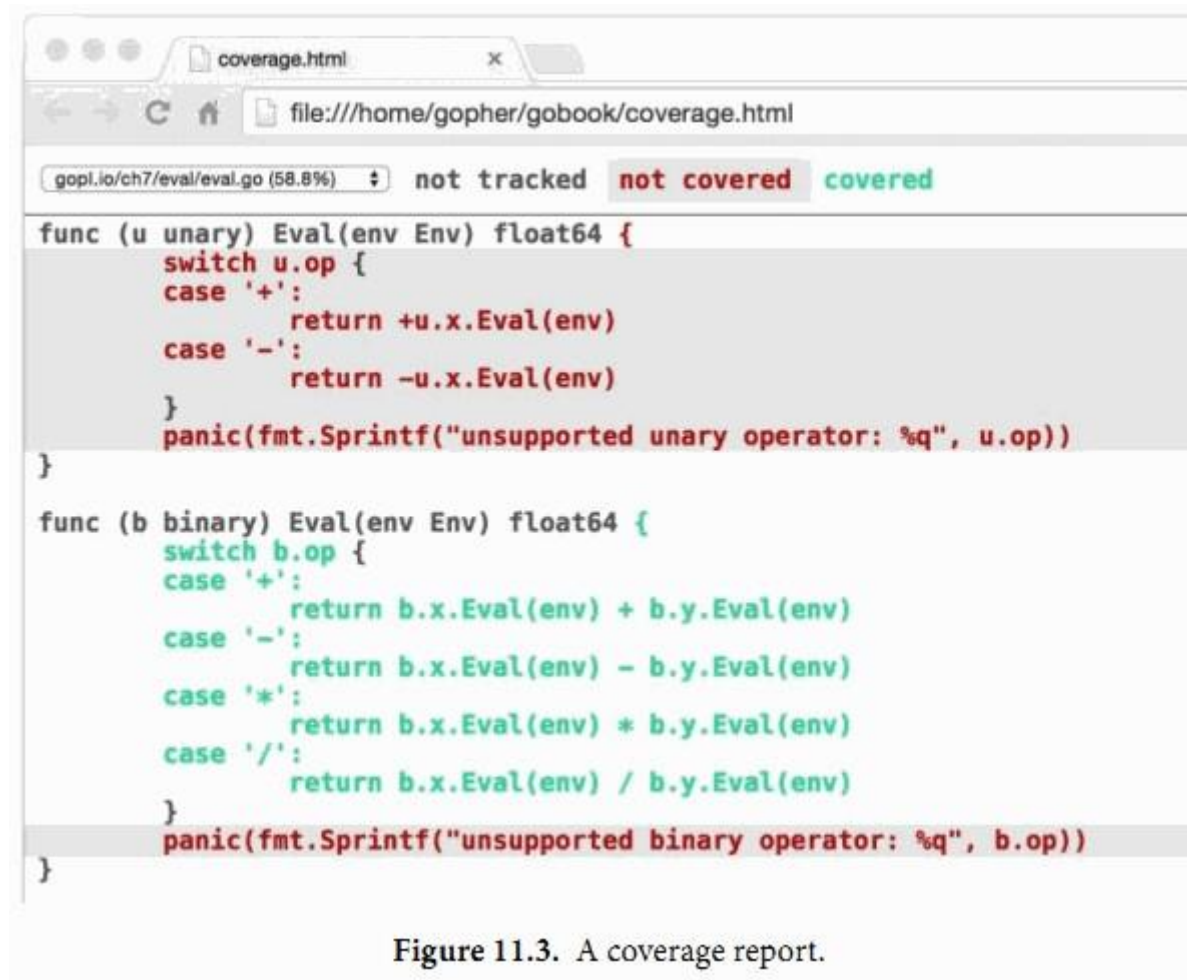 coverage.html ×
file:///home/gopher/gobook/coverage.html
gopl.io/ch7/eval/eval.go (58.8%) not tracked not covered covered
func (u unary) Eval(env Env) float64 {
        switch u.op {
        case '+':
                return +u.x.Eval(env)
        case '-':
                return -u.x.Eval(env)
        }
        panic(fmt.Sprintf("unsupported unary operator: %q", u.op))
}
func (b binary) Eval(env Env) float64 {
        switch b.op {
        case '+':
                return b.x.Eval(env) + b.y.Eval(env)
        case '-':
                return b.x.Eval(env) - b.y.Eval(env)
        case '*':
                return b.x.Eval(env) * b.y.Eval(env)
        case '/':
                return b.x.Eval(env) / b.y.Eval(env)
        }
        panic(fmt.Sprintf("unsupported binary operator: %q", b.op))
}
Figure 11.3. A coverage report.